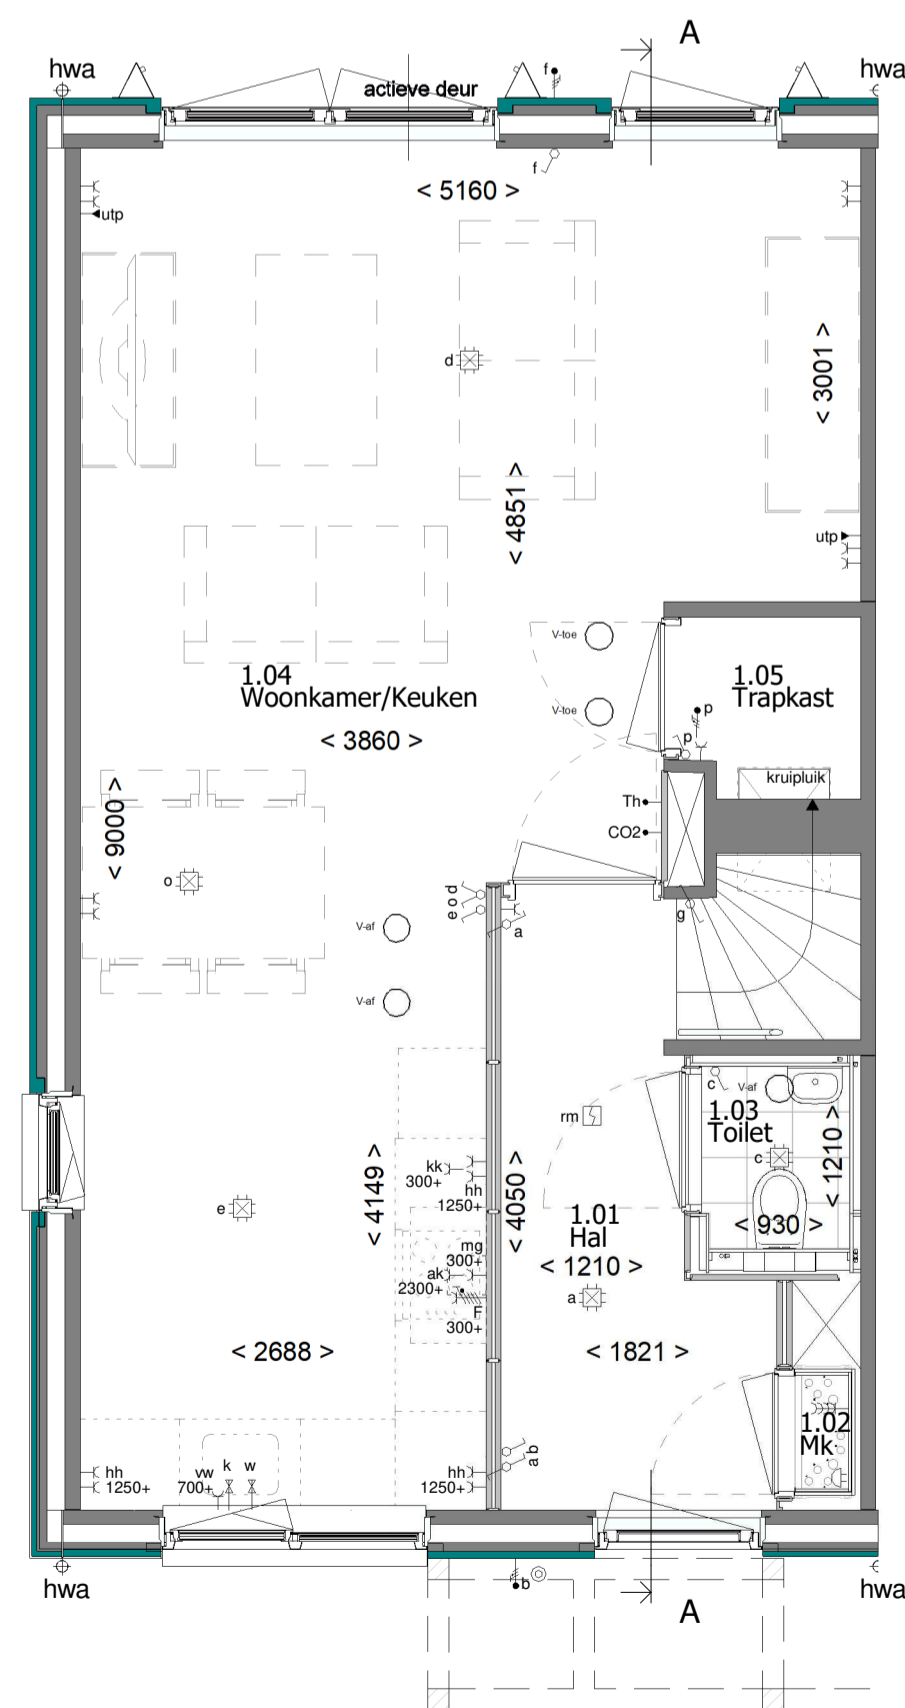 A
hwa
hwa
actieve deur
f
f
< 5160 >
utp
d
< 3001 >
< 4851 >
utp
V-toe
1.04
Woonkamer/Keuken
1.05
Trapkast
V-toe
p
p
< 3860 >
kruipluik
< 9000 >
Th
CO2
o
e o d
g
a
V-af
V-af
c
V-af
rm
1.03
Toilet
< 1210 >
c
kk
300+
hh
1250+
< 4149 >
< 4050 >
e
1.01
Hal
< 930 >
mg
300+
< 1210 >
ak
2300+
a
F
300+
< 2688 >
< 1821 >
1.02
Mk
a b
hh
1250+
vw
700+
k
w
hh
1250+
hwa
b
hwa
A